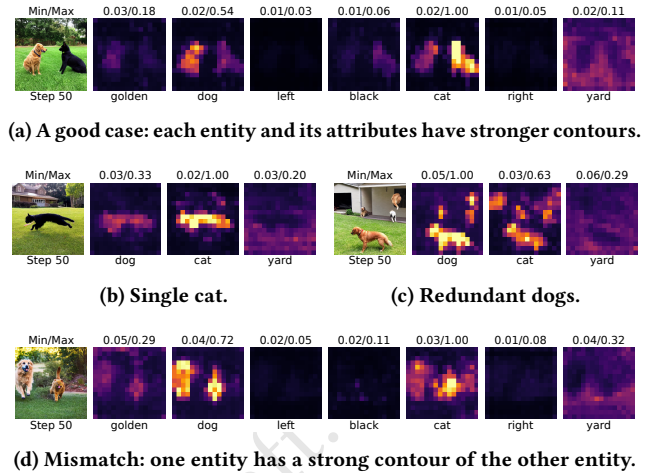 Min/Max 0.03/0.18 0.02/0.54 0.01/0.03 0.01/0.06 0.02/1.00 0.01/0.05 0.02/0.11
Step 50 golden dog left black cat right yard
(a) A good case: each entity and its attributes have stronger contours.
Min/Max 0.03/0.33 0.02/1.00 0.03/0.20 Min/Max 0.05/1.00 0.03/0.63 0.06/0.29
Step 50 dog cat yard Step 50 dog cat yard
(b) Single cat. (c) Redundant dogs.
Min/Max 0.05/0.29 0.04/0.72 0.02/0.05 0.02/0.11 0.03/1.00 0.01/0.08 0.04/0.32
Step 50 golden dog left black cat right yard
(d) Mismatch: one entity has a strong contour of the other entity.